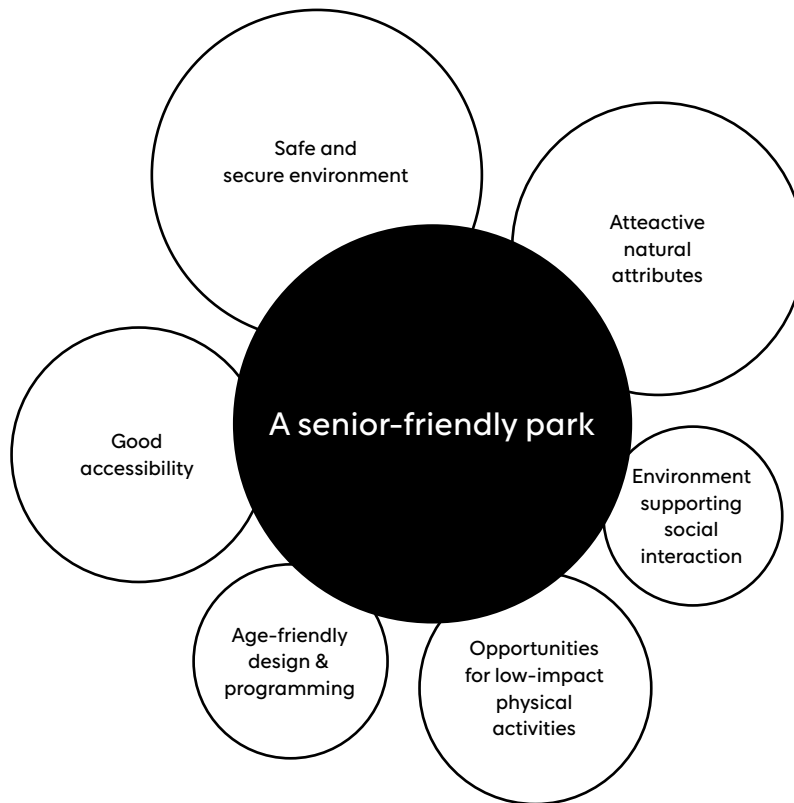 Safe and
secure environment
Atteactive
natural
attributes
A senior-friendly park
Good
accessibility
Environment
supporting
social
interaction
Age-friendly
design &
programming
Opportunities
for low-impact
physical
activities